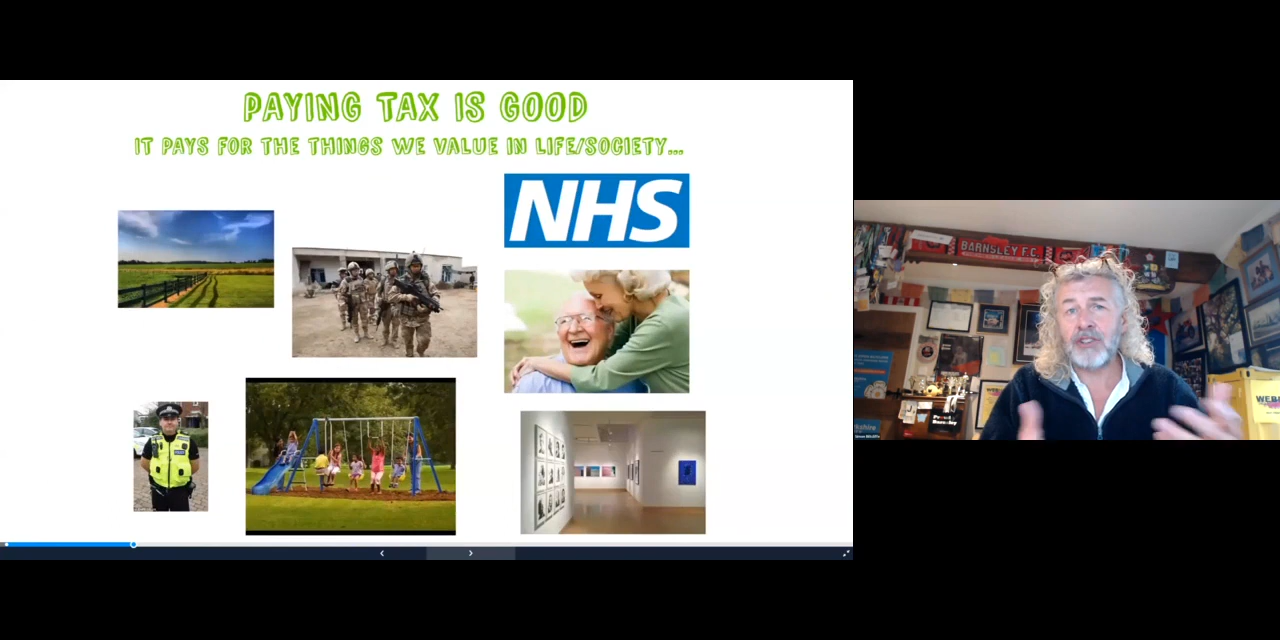 PAYING TAX IS GOOD
IT PAYS FOR THE THINGS WE VALUE IN LIFE/SOCIETY...
NHS
BARNSLEY F.C.